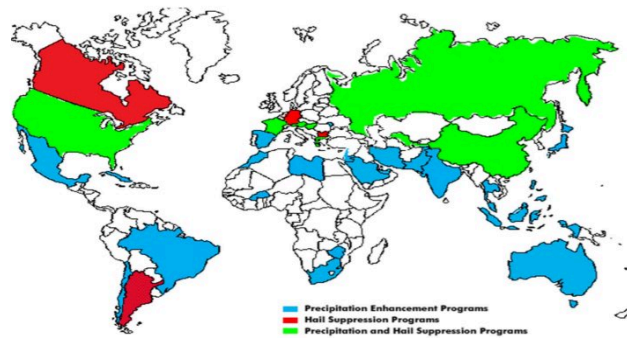 Precipitation Enhancement Programs
Hail Suppression Programs
Precipitation and Hail Suppression Programs